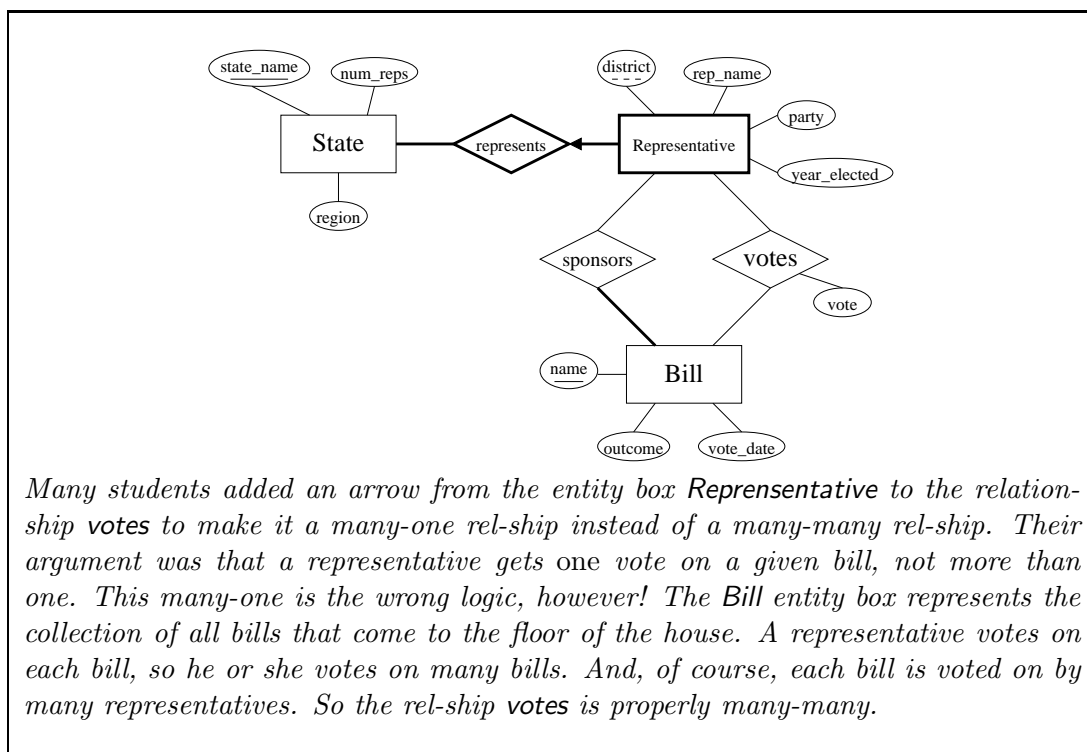 state_name
num_reps
district
rep_name
party
State
represents
Representative
year_elected
region
sponsors
votes
vote
name
Bill
outcome
vote_date
Many students added an arrow from the entity box Reprensentative to the relation-
ship votes to make it a many-one rel-ship instead of a many-many rel-ship. Their
argument was that a representative gets one vote on a given bill, not more than
one. This many-one is the wrong logic, however! The Bill entity box represents the
collection of all bills that come to the floor of the house. A representative votes on
each bill, so he or she votes on many bills. And, of course, each bill is voted on by
many representatives. So the rel-ship votes is properly many-many.